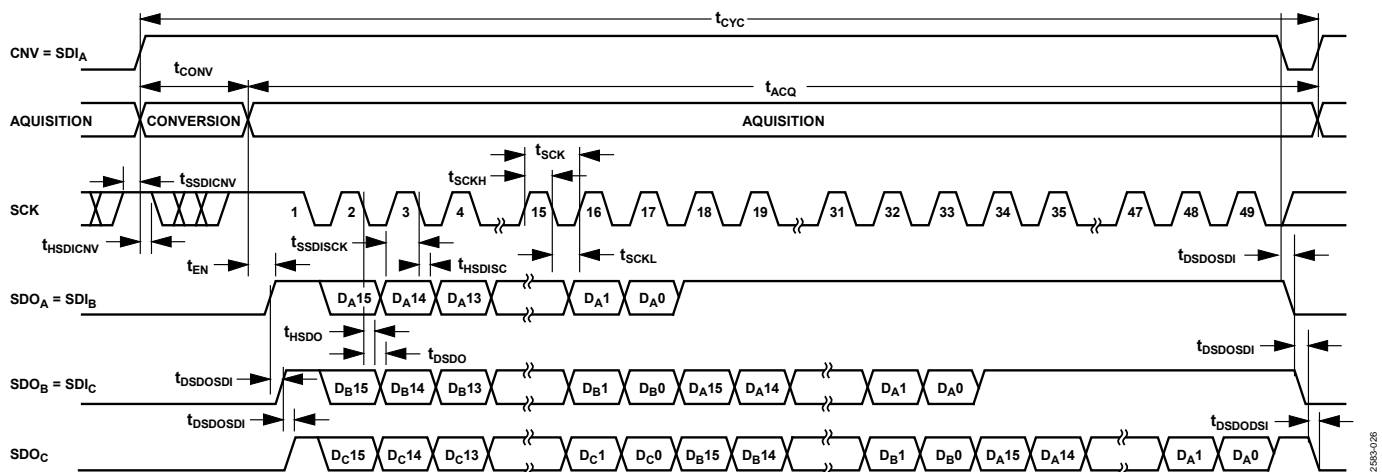 tCYC
CNV = SDIA
tCONV
tACQ
AQUISITION CONVERSION AQUISITION
tSCK
tSSDICNV tSCKH
SCK 1 2 3 4 15 16 17 18 19 31 32 33 34 35 47 48 49
tHSDICNV tSSDISCK tHSDISC tSCKL tDSDOSDI
tEN
SDOA = SDIB DA15 DA14 DA13 DA1 DA0
tHSDO tDSDO tDSDOSDI
tDSDOSDI
SDOB = SDIC DB15 DB14 DB13 DB1 DB0 DA15 DA14 DA1 DA0
tDSDOSDI tDSDODSI
SDOC DC15 DC14 DC13 DC1 DC0 DB15 DB14 DB1 DB0 DA15 DA14 DA1 DA0
2583-026